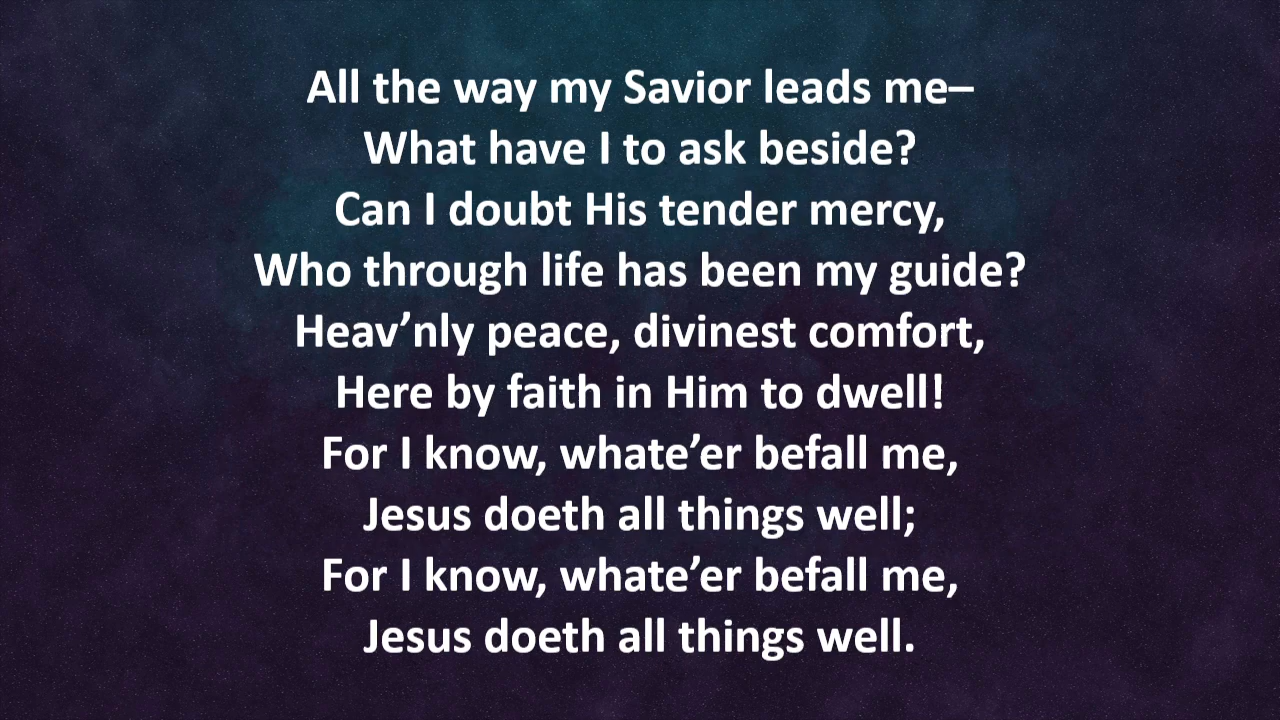 All the way my Savior leads me–
What have I to ask beside?
Can I doubt His tender mercy,
Who through life has been my guide?
Heav’nly peace, divinest comfort,
Here by faith in Him to dwell!
For I know, whate’er befall me,
Jesus doeth all things well;
For I know, whate’er befall me,
Jesus doeth all things well.